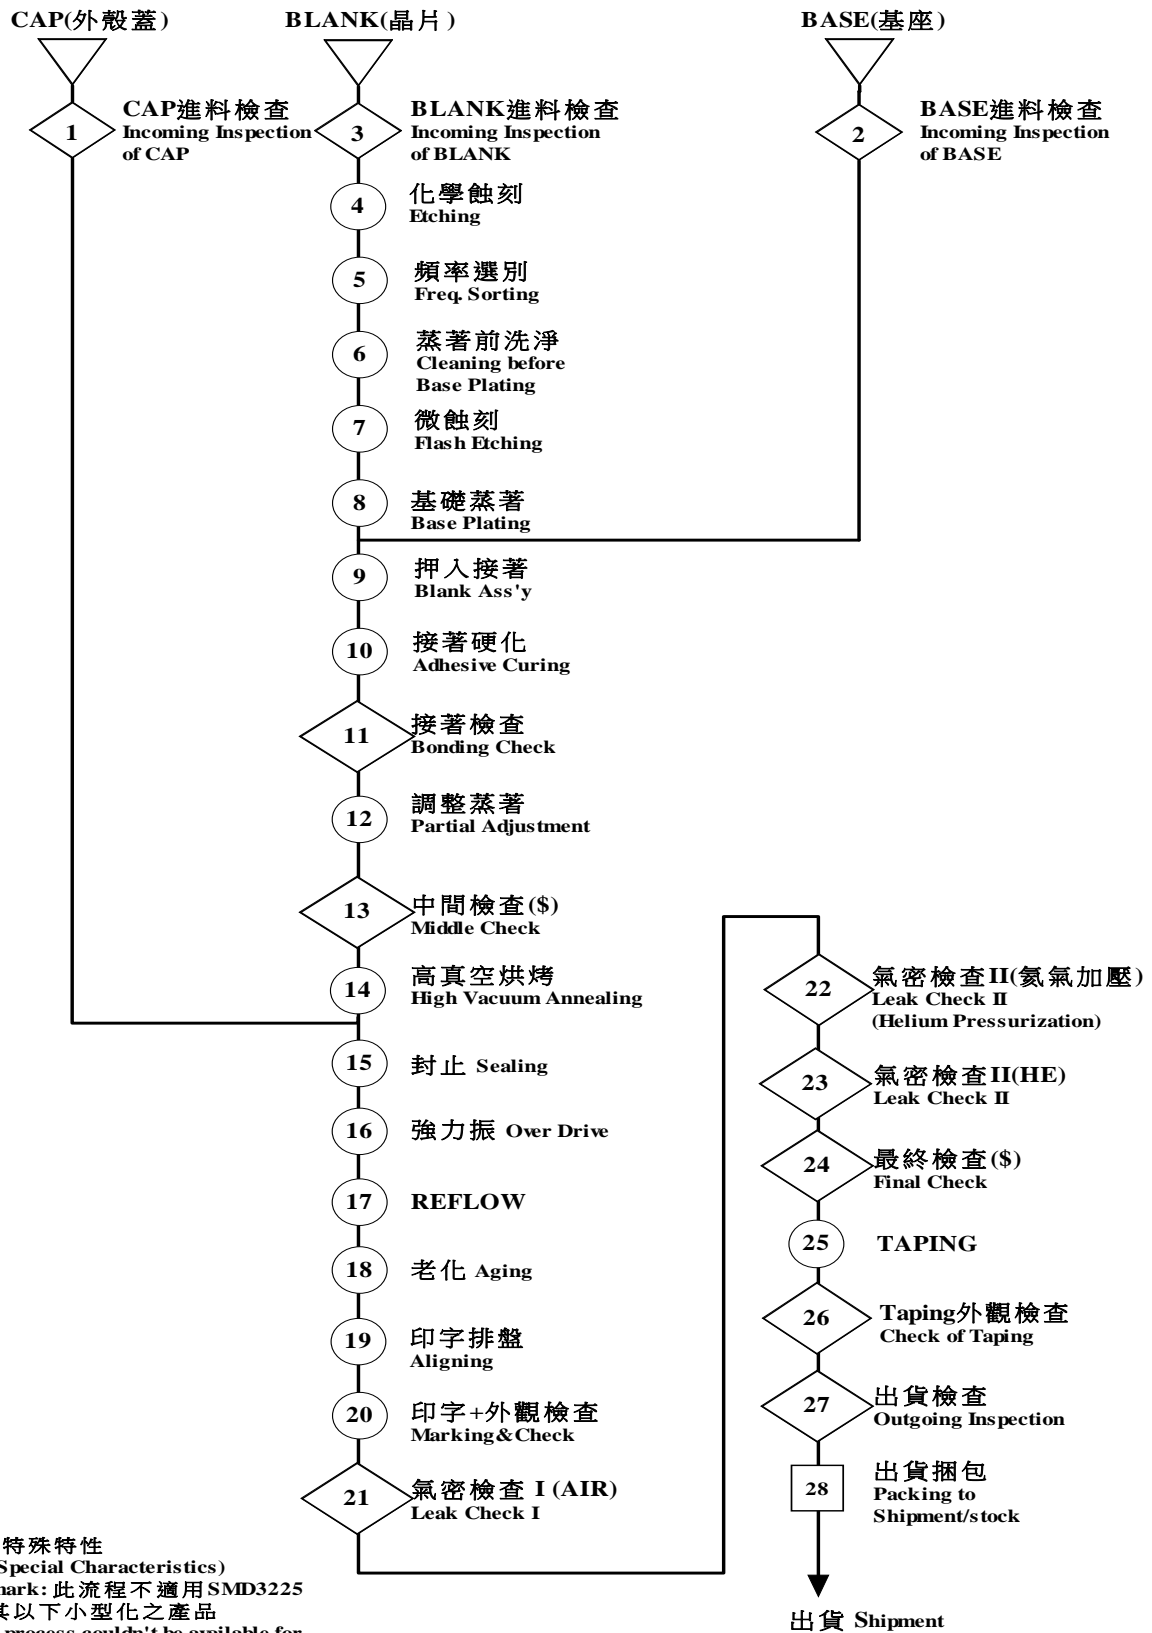 CAP(外殼蓋)
BLANK(晶片)
BASE(基座)
1
CAP進料檢查
Incoming Inspection
of CAP
3
BLANK進料檢查
Incoming Inspection
of BLANK
2
BASE進料檢查
Incoming Inspection
of BASE
4
化學蝕刻
Etching
5
頻率選別
Freq. Sorting
6
蒸著前洗淨
Cleaning before
Base Plating
7
微蝕刻
Flash Etching
8
基礎蒸著
Base Plating
9
押入接著
Blank Ass'y
10
接著硬化
Adhesive Curing
11
接著檢查
Bonding Check
12
調整蒸著
Partial Adjustment
13
中間檢查($)
Middle Check
14
高真空烘烤
High Vacuum Annealing
15
封止 Sealing
16
強力振 Over Drive
17
REFLOW
18
老化 Aging
19
印字排盤
Aligning
20
印字+外觀檢查
Marking&Check
21
氣密檢查 I (AIR)
Leak Check I
22
氣密檢查II(氦氣加壓)
Leak Check II
(Helium Pressurization)
23
氣密檢查II(HE)
Leak Check II
24
最終檢查($)
Final Check
25
TAPING
26
Taping外觀檢查
Check of Taping
27
出貨檢查
Outgoing Inspection
28
出貨捆包
Packing to
Shipment/stock
出貨 Shipment
特殊特性
Special Characteristics)
mark: 此流程不適用SMD3225
其以下小型化之產品
process couldn't be available for